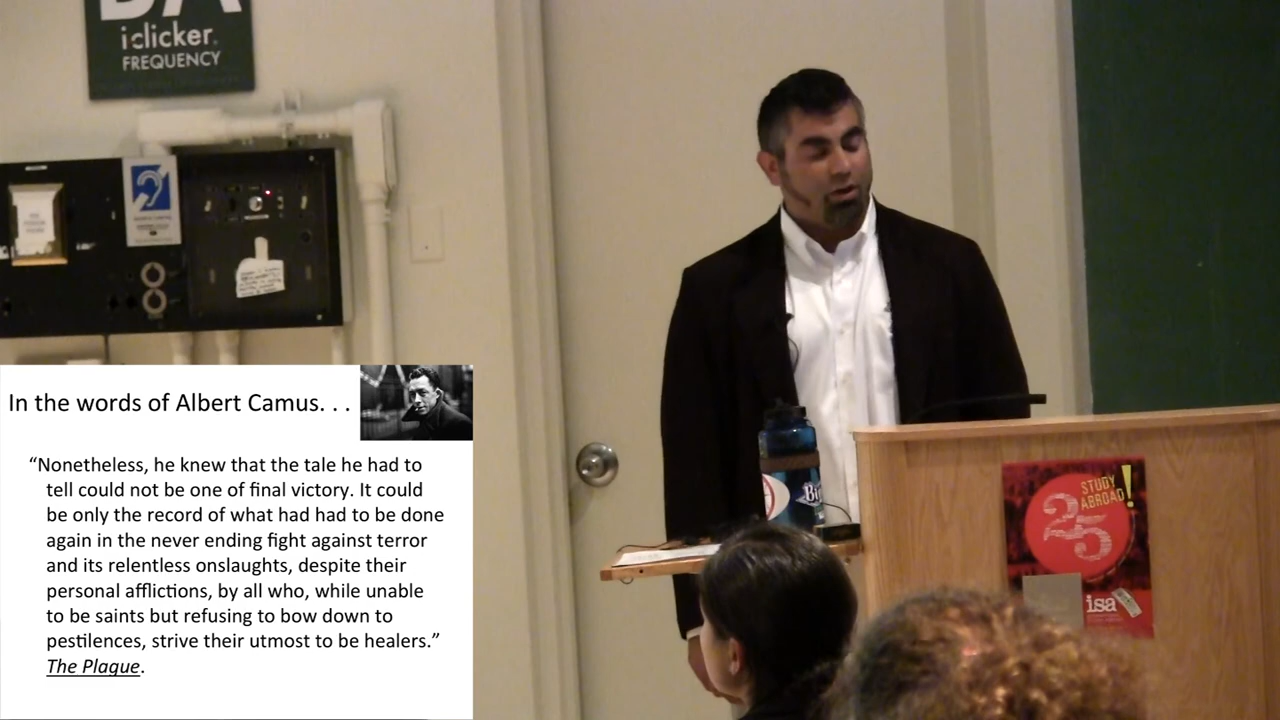 iclicker.
FREQUENCY
In the words of Albert Camus. . .
“Nonetheless, he knew that the tale he had to
tell could not be one of final victory. It could
be only the record of what had had to be done
again in the never ending fight against terror
and its relentless onslaughts, despite their
personal afflictions, by all who, while unable
to be saints but refusing to bow down to
pestilences, strive their utmost to be healers.”
The Plague.
STUDY
ABROAD!
25
isa